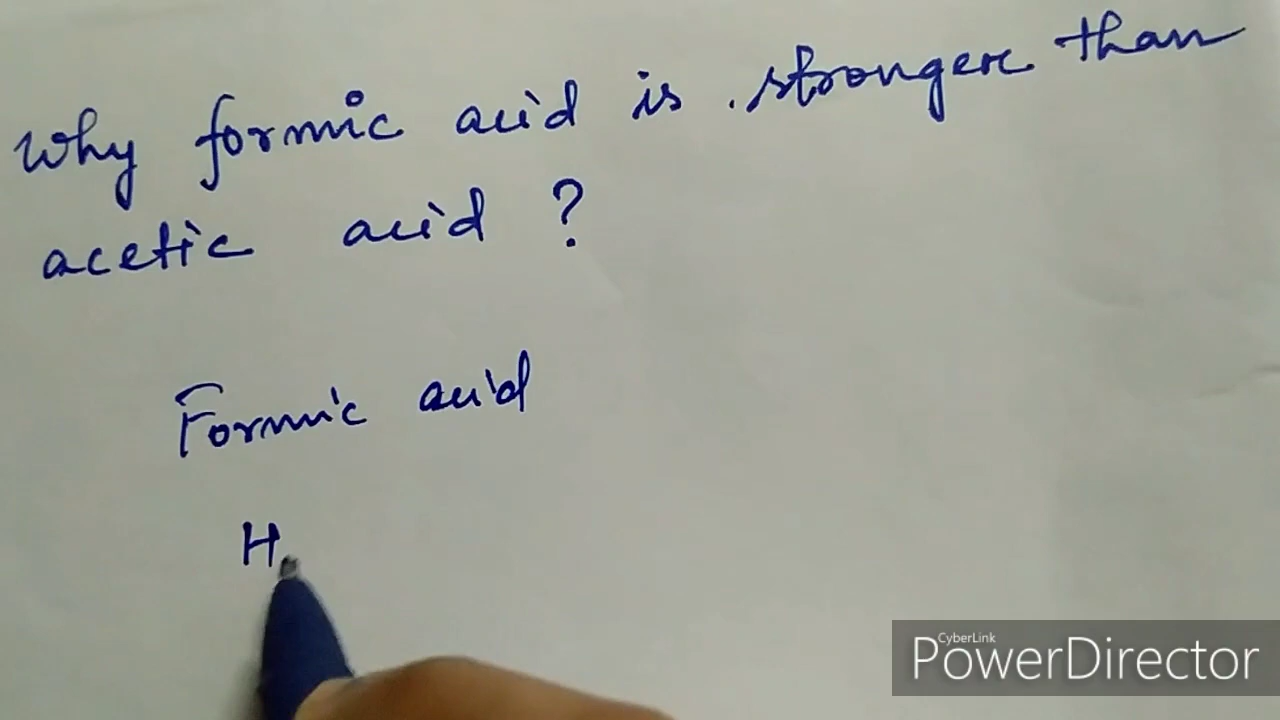 Why formic acid is stronger than
acetic acid ?
Formic acid
H
CyberLink
PowerDirector